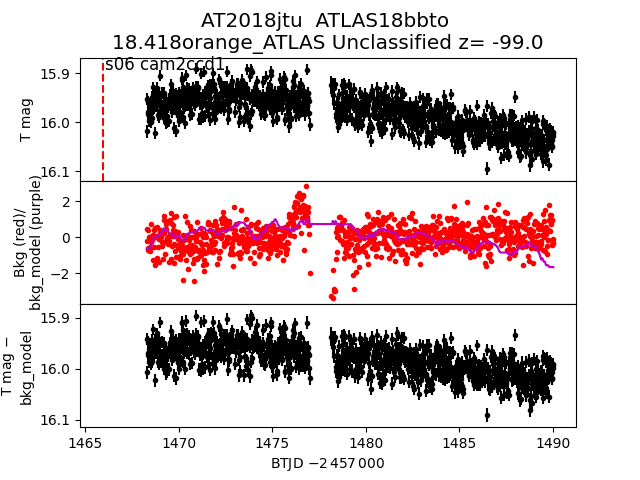 AT2018jtu  ATLAS18bbto
18.418orange_ATLAS Unclassified z= -99.0
s06 cam2ccd1
15.9
16.0
16.1
T mag
2
0
−2
Bkg (red)/
bkg_model (purple)
15.9
16.0
16.1
T mag −
bkg_model
1465 1470 1475 1480 1485 1490
BTJD −2 457 000